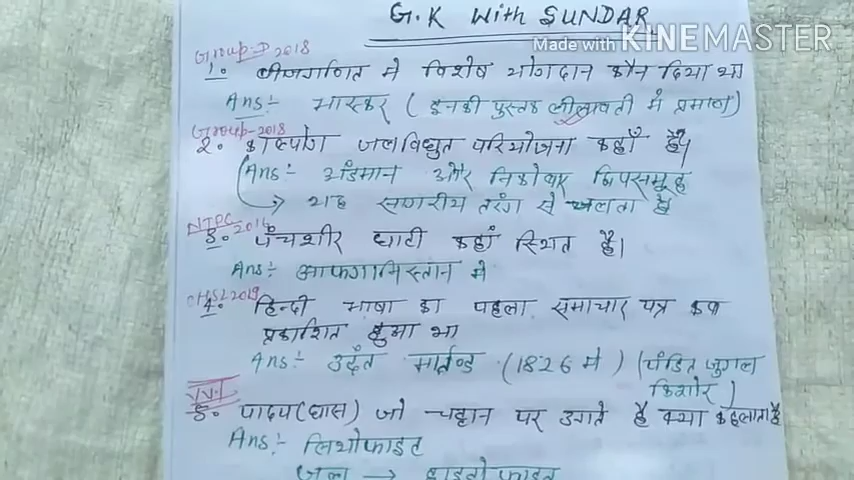 G.K With SUNDAR
Made with KINEMASTER
Group-D 2018
1. बीजगणित मे विशेष योगदान कौन दिया था
Ans:- भास्कर ( इनकी पुस्तक लीलावती में प्रमाण)
Group-2018
2. जलविधुत परियोजना कहाँ है।
Ans:- अंडमान और निकोबार द्विपसमूह
→ यह तरंग से चलता है
NTPC 2016
3. पंचशीर घाटी कहां स्थित है।
Ans:- अफगानिस्तान मे
CHSL 2019
4. हिन्दी भाषा का पहला समाचार पत्र कब
प्रकाशित हुआ था
Ans:- उदंत मार्तण्ड (1826 मे) (पंडित जुगल
किशोर)
VVI
5. पादप(घास) जो चट्टान पर उगते है क्या कहलाता है
Ans:- लिथोफाइट
जल → हाइड्रोफाइट